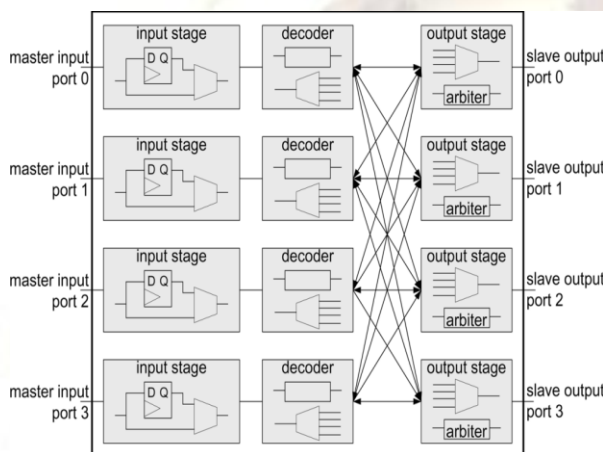 input stage decoder output stage
master input D Q slave output
port 0 arbiter port 0
input stage decoder output stage
master input D Q slave output
port 1 arbiter port 1
input stage decoder output stage
master input D Q slave output
port 2 arbiter port 2
input stage decoder output stage
master input D Q slave output
port 3 arbiter port 3